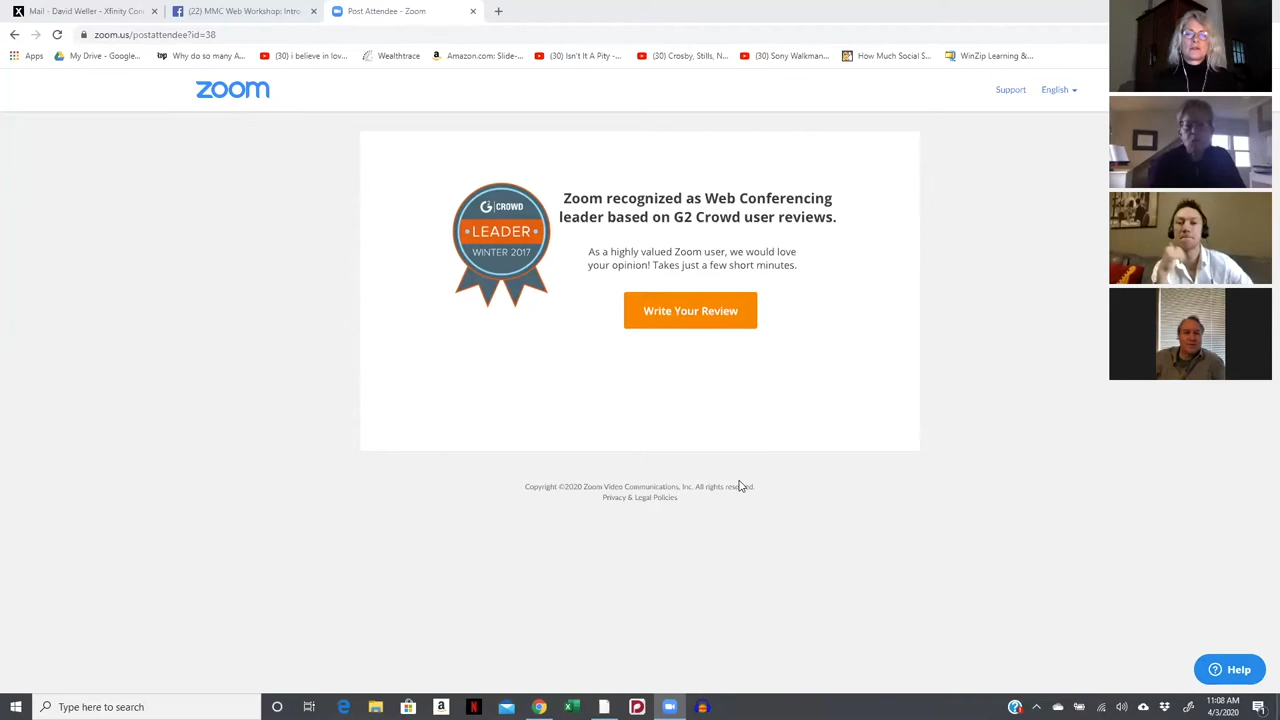 Mail - David Weller - Xfinity Con
(22) MMC Web Workshop: Intro
Post Attendee - Zoom
zoom.us/postattendee?id=38
Apps
My Drive - Google...
Why do so many A...
(30) i believe in lov...
Wealthtrace
Amazon.com: Slide-...
(30) Isn't It A Pity -...
(30) Crosby, Stills, N...
(30) Sony Walkman...
How Much Social S...
WinZip Learning &...
zoom
Support
English
G2 CROWD
LEADER
WINTER 2017
Zoom recognized as Web Conferencing
leader based on G2 Crowd user reviews.
As a highly valued Zoom user, we would love
your opinion! Takes just a few short minutes.
Write Your Review
Copyright ©2020 Zoom Video Communications, Inc. All rights reserved.
Privacy & Legal Policies
Help
Type here to search
11:08 AM
4/3/2020